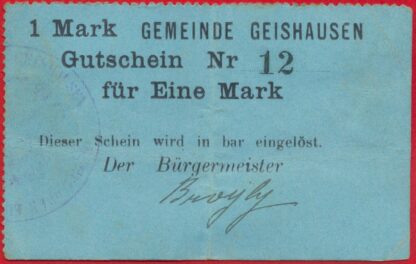 1 Mark GEMEINDE GEISHAUSEN
Gutschein Nr 12
für Eine Mark
Dieser Schein wird in bar eingelöst.
Der Bürgermeister